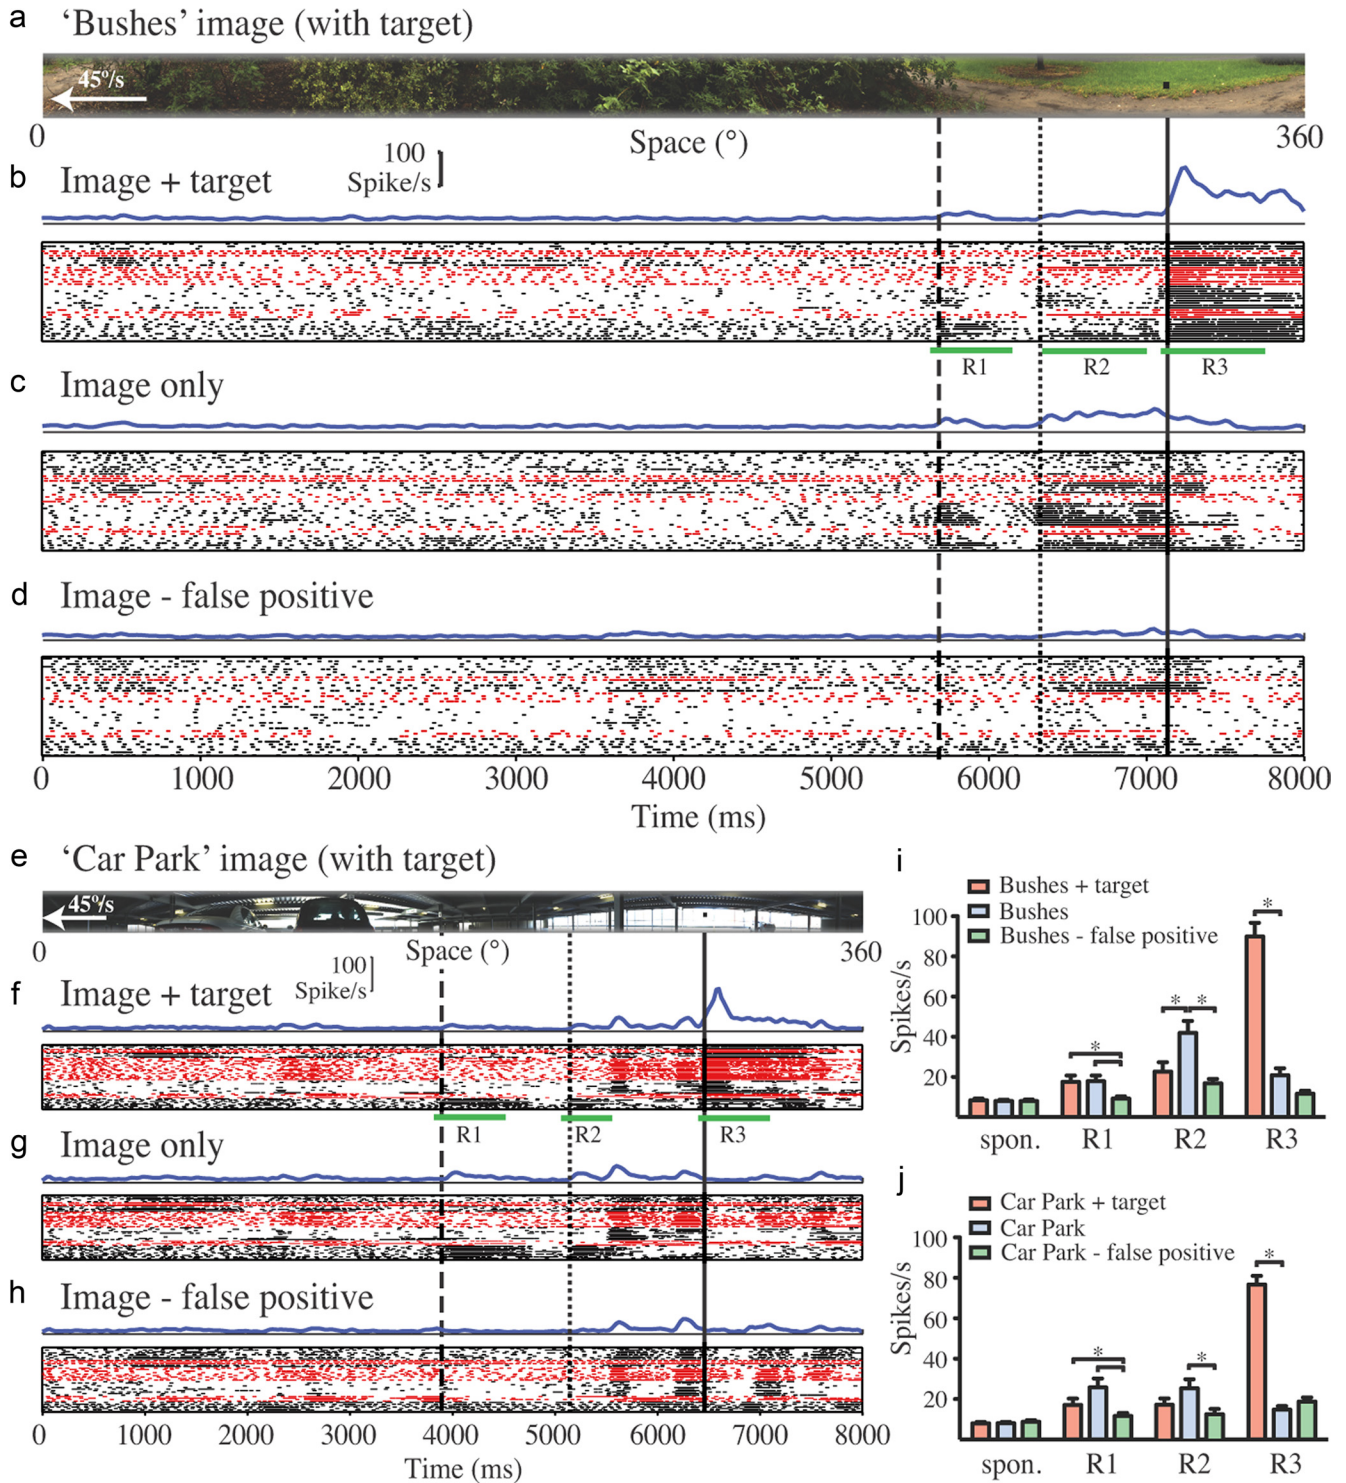 a ‘Bushes’ image (with target)
45°/s
0 Space (°) 360
100
Spike/s
b Image + target
R1 R2 R3
c Image only
d Image - false positive
0 1000 2000 3000 4000 5000 6000 7000 8000
Time (ms)
e ‘Car Park’ image (with target)
45°/s
0 Space (°) 360
100
Spike/s
f Image + target
R1 R2 R3
g Image only
h Image - false positive
0 1000 2000 3000 4000 5000 6000 7000 8000
Time (ms)
i
Bushes + target
Bushes
Bushes - false positive
100
80
60
40
20
Spikes/s
* * * *
spon. R1 R2 R3
j
Car Park + target
Car Park
Car Park - false positive
100
80
60
40
20
Spikes/s
* * *
spon. R1 R2 R3